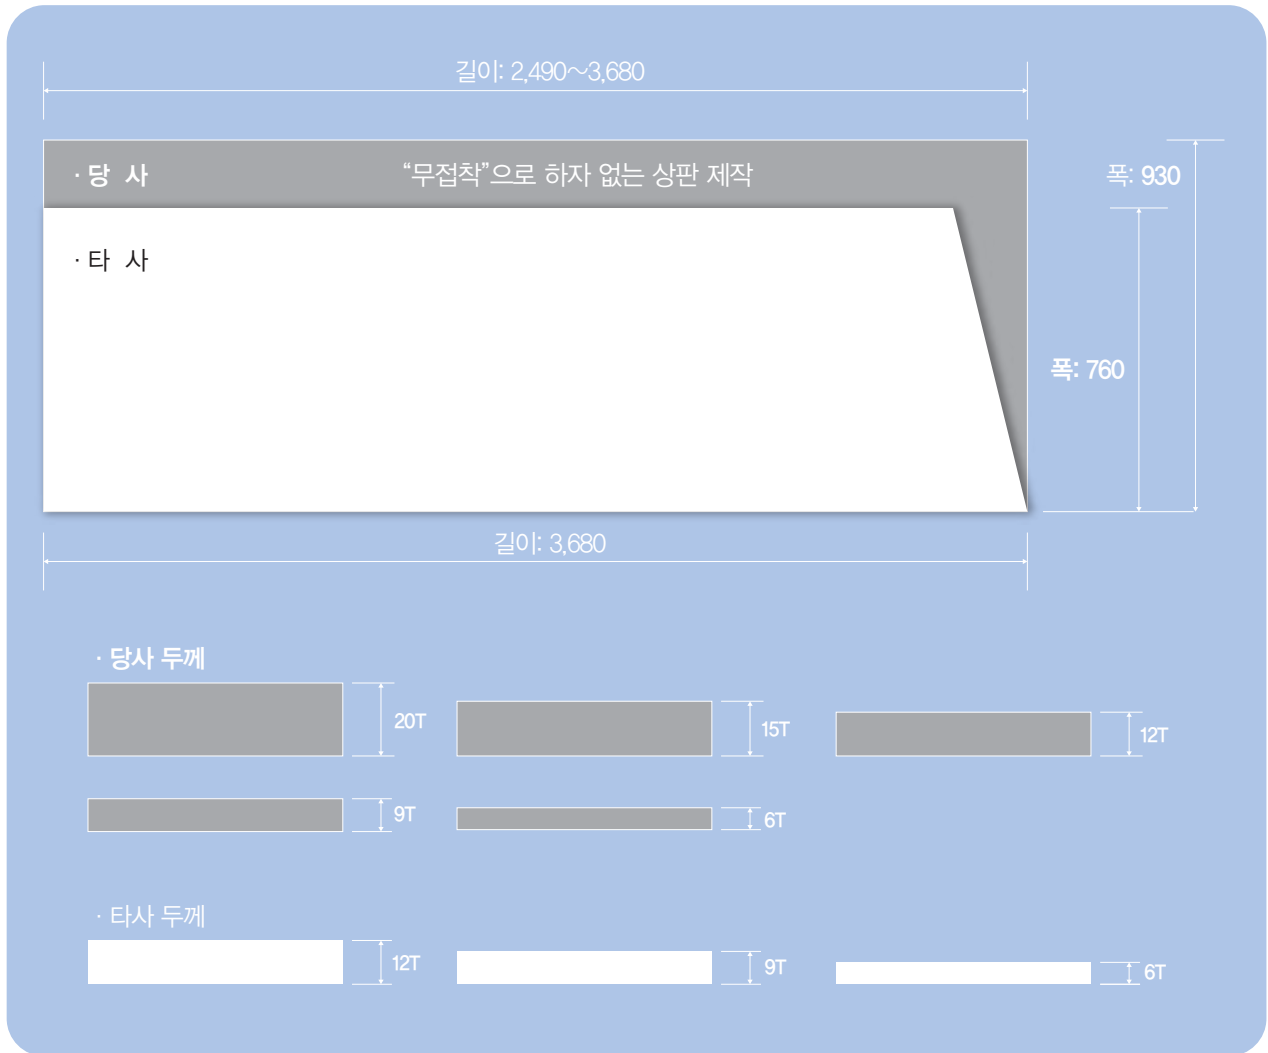 길이: 2,490~3,680
· 당 사
“무접착”으로 하자 없는 상판 제작
폭: 930
· 타 사
폭: 760
길이: 3,680
· 당사 두께
20T
15T
12T
9T
6T
· 타사 두께
12T
9T
6T